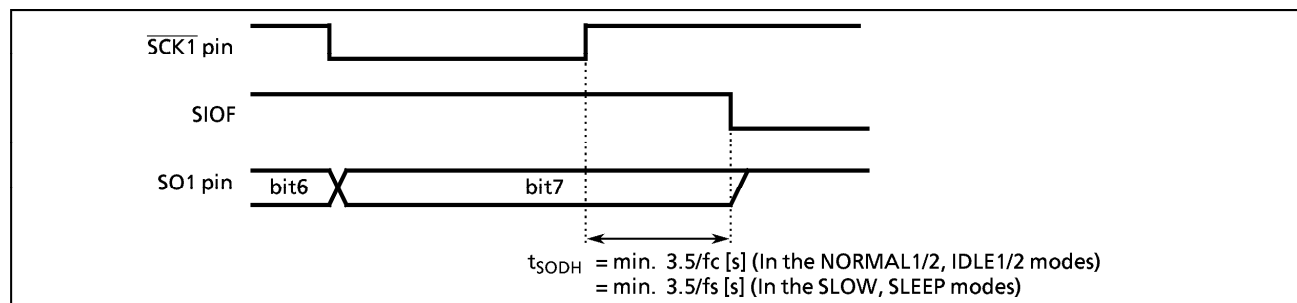 SCK1 pin
SIOF
SO1 pin
bit6
bit7
tSODH = min. 3.5/fc [s] (In the NORMAL1/2, IDLE1/2 modes)
= min. 3.5/fs [s] (In the SLOW, SLEEP modes)